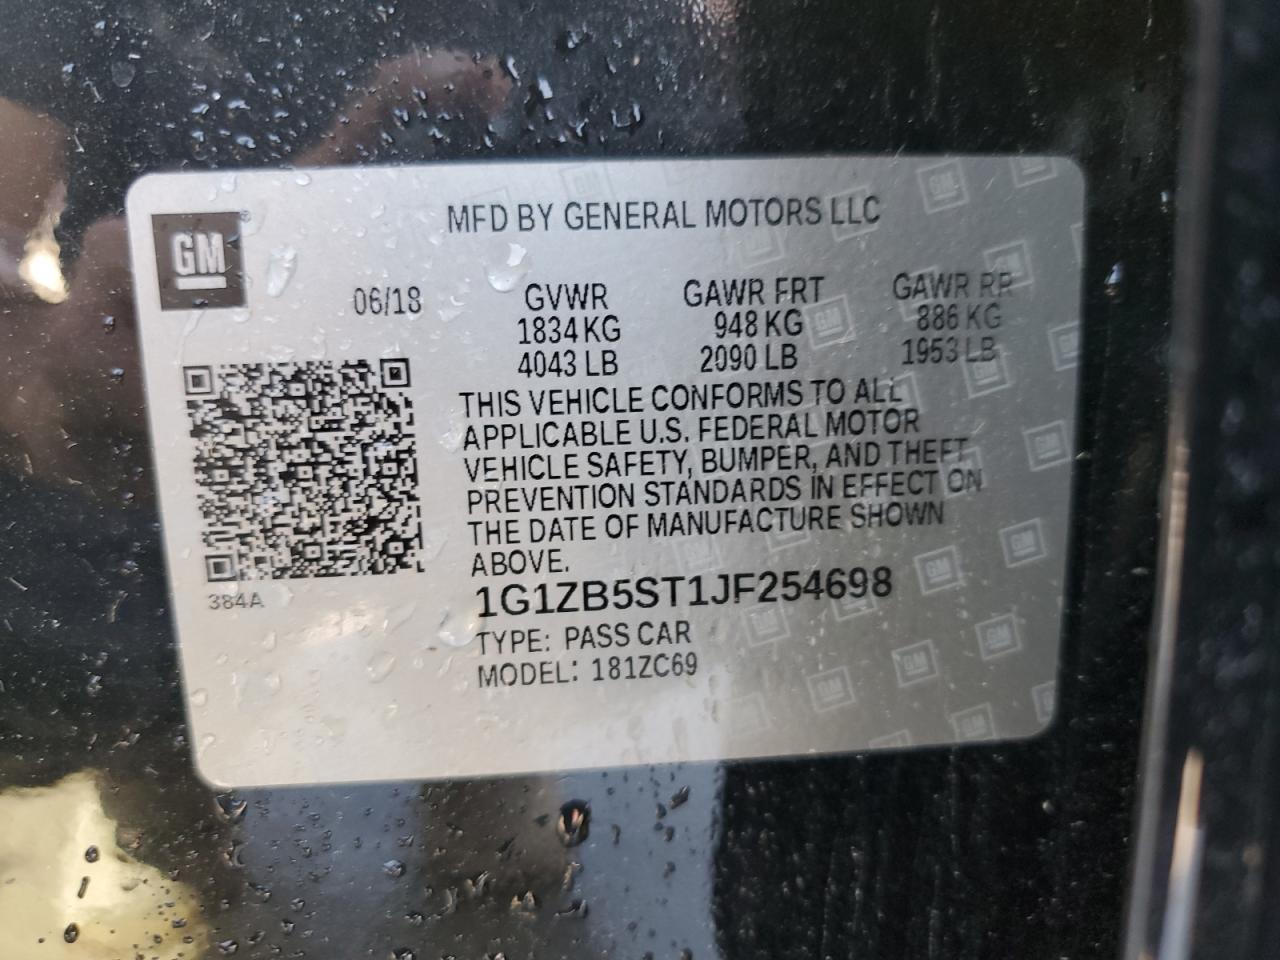 MFD BY GENERAL MOTORS LLC
GM®
06/18 GVWR GAWR FRT GAWR RR
1834 KG 948 KG 886 KG
4043 LB 2090 LB 1953 LB
THIS VEHICLE CONFORMS TO ALL
APPLICABLE U.S. FEDERAL MOTOR
VEHICLE SAFETY, BUMPER, AND THEFT
PREVENTION STANDARDS IN EFFECT ON
THE DATE OF MANUFACTURE SHOWN
ABOVE.
384A
1G1ZB5ST1JF254698
TYPE: PASS CAR
MODEL: 181ZC69